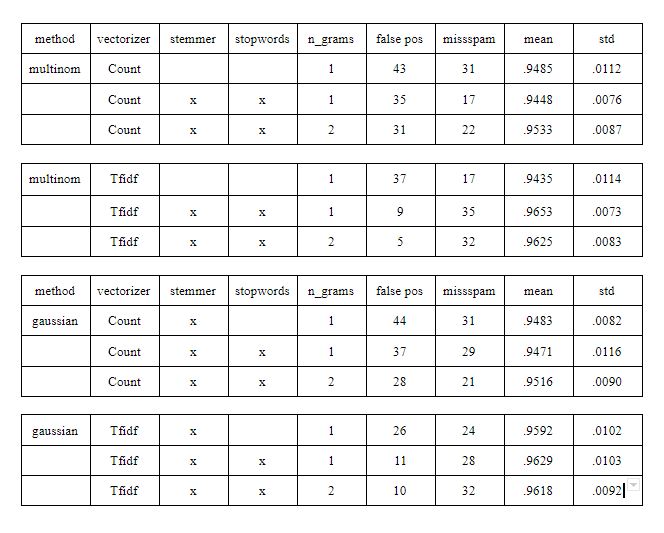 method vectorizer stemmer stopwords n_grams false pos missspam mean std
multinom Count 1 43 31 .9485 .0112
Count x x 1 35 17 .9448 .0076
Count x x 2 31 22 .9533 .0087
multinom Tfidf 1 37 17 .9435 .0114
Tfidf x x 1 9 35 .9653 .0073
Tfidf x x 2 5 32 .9625 .0083
method vectorizer stemmer stopwords n_grams false pos missspam mean std
gaussian Count x 1 44 31 .9483 .0082
Count x x 1 37 29 .9471 .0116
Count x x 2 28 21 .9516 .0090
gaussian Tfidf x 1 26 24 .9592 .0102
Tfidf x x 1 11 28 .9629 .0103
Tfidf x x 2 10 32 .9618 .0092